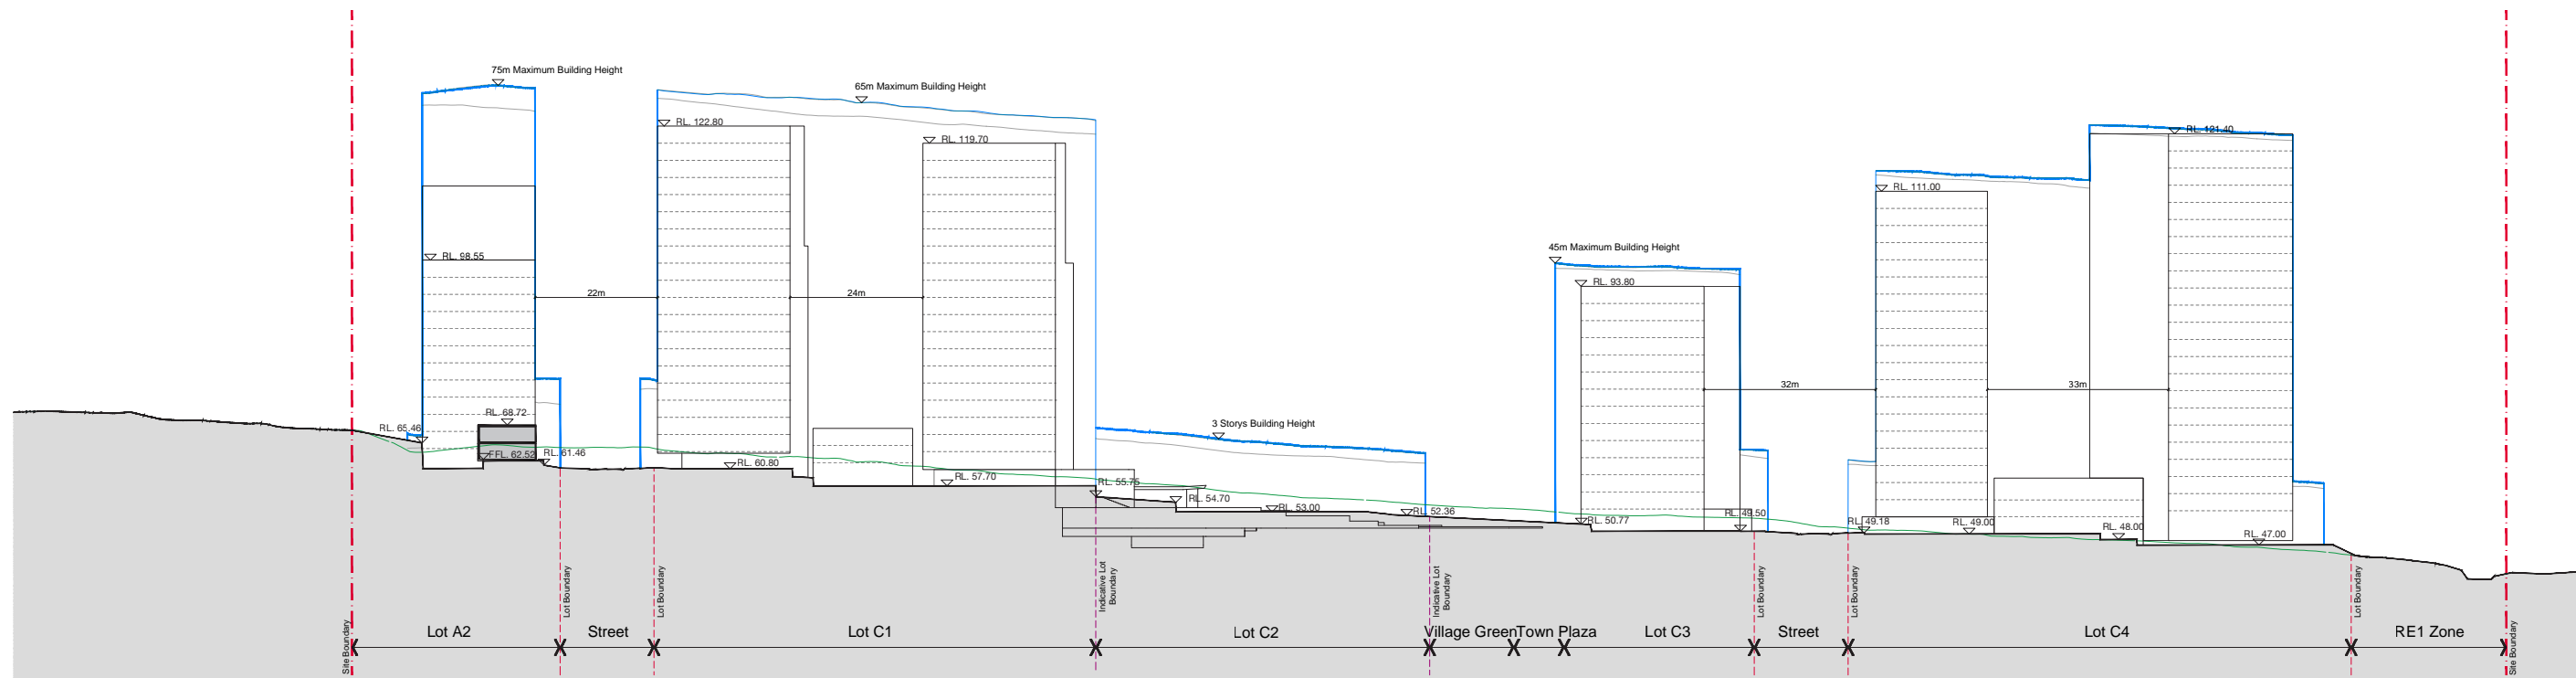 75m Maximum Building Height
65m Maximum Building Height
RL. 122.80
RL. 119.70
RL. 121.40
RL. 111.00
45m Maximum Building Height
RL. 98.55
RL. 93.80
22m
24m
32m
33m
RL. 68.72
RL. 65.46
FFL. 62.52
RL. 61.46
3 Storys Building Height
RL. 60.80
RL. 57.70
RL. 55.75
RL. 54.70
RL. 53.00
RL. 52.36
RL. 50.77
RL. 49.50
RL. 49.18
RL. 49.00
RL. 48.00
RL. 47.00
Site Boundary
Lot Boundary
Lot Boundary
Indicative Lot
Boundary
Indicative Lot
Boundary
Lot Boundary
Lot Boundary
Lot Boundary
Site Boundary
Lot A2
Street
Lot C1
Lot C2
Village Green
Town Plaza
Lot C3
Street
Lot C4
RE1 Zone